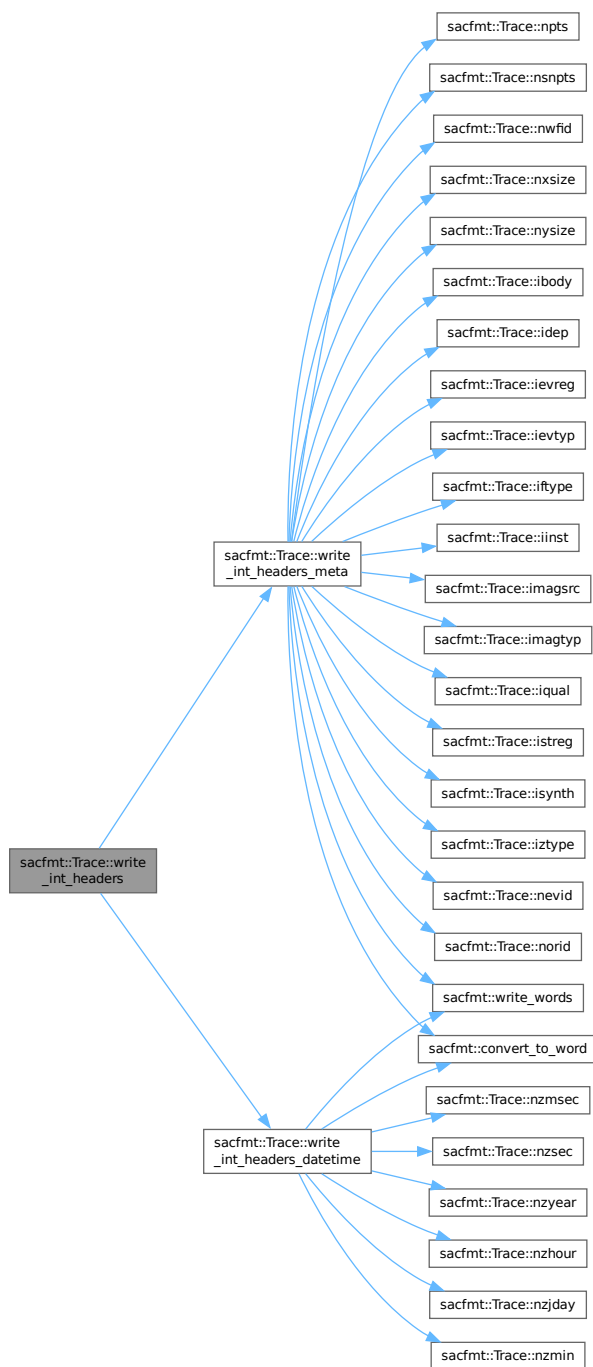 sacfmt::Trace::npts
sacfmt::Trace::nsnpts
sacfmt::Trace::nwfid
sacfmt::Trace::nxsize
sacfmt::Trace::nysize
sacfmt::Trace::ibody
sacfmt::Trace::idep
sacfmt::Trace::ievreg
sacfmt::Trace::ievtyp
sacfmt::Trace::iftype
sacfmt::Trace::write
_int_headers_meta
sacfmt::Trace::iinst
sacfmt::Trace::imagsrc
sacfmt::Trace::imagtyp
sacfmt::Trace::iqual
sacfmt::Trace::istreg
sacfmt::Trace::isynth
sacfmt::Trace::iztype
sacfmt::Trace::write
_int_headers
sacfmt::Trace::nevid
sacfmt::Trace::norid
sacfmt::write_words
sacfmt::convert_to_word
sacfmt::Trace::nzmsec
sacfmt::Trace::write
_int_headers_datetime
sacfmt::Trace::nzsec
sacfmt::Trace::nzyear
sacfmt::Trace::nzhour
sacfmt::Trace::nzjday
sacfmt::Trace::nzmin